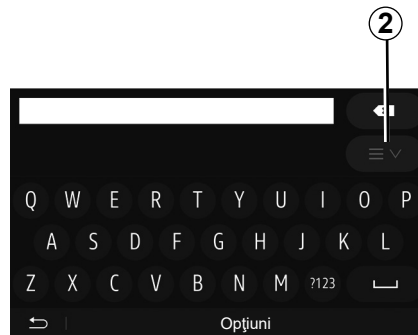 2
Q W E R T Y U I O P
A S D F G H J K L
Z X C V B N M ?123
Opţiuni